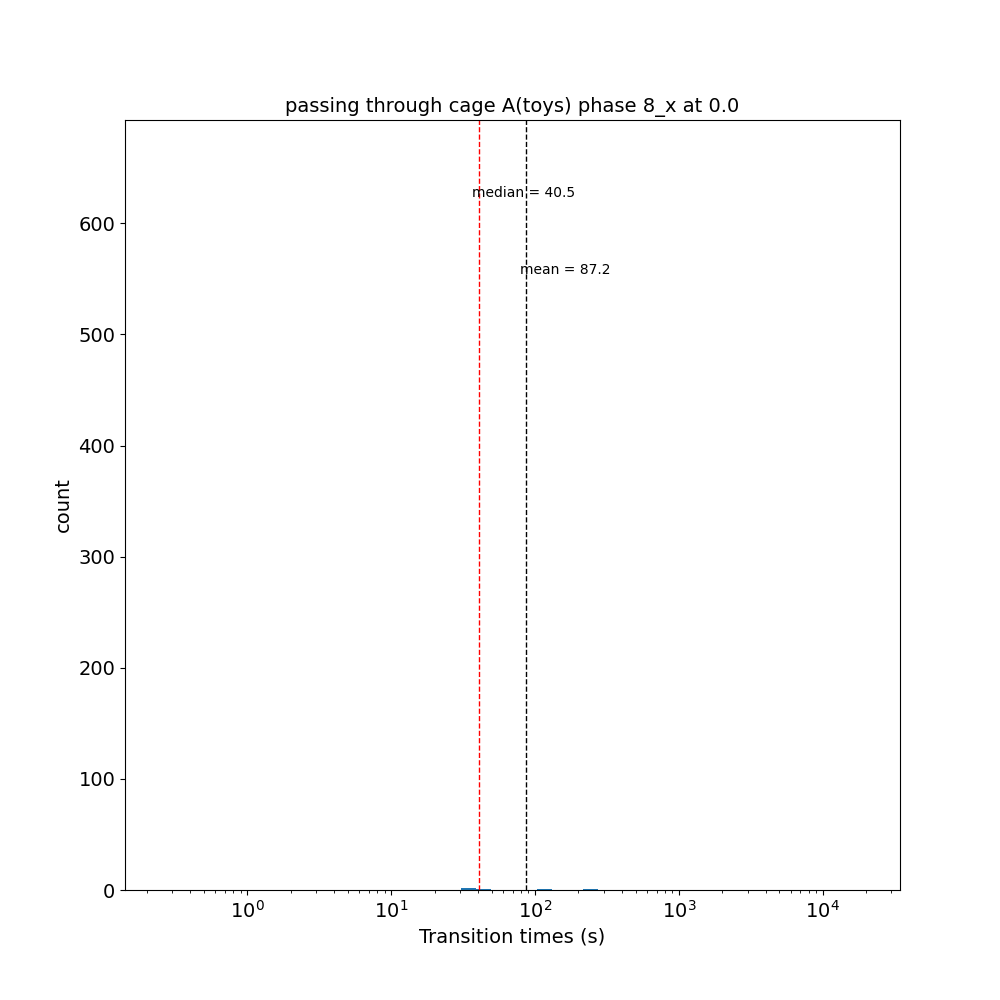 passing through cage A(toys) phase 8_x at 0.0
median = 40.5
mean = 87.2
600
500
400
300
200
100
0
count
10^0 10^1 10^2 10^3 10^4
Transition times (s)